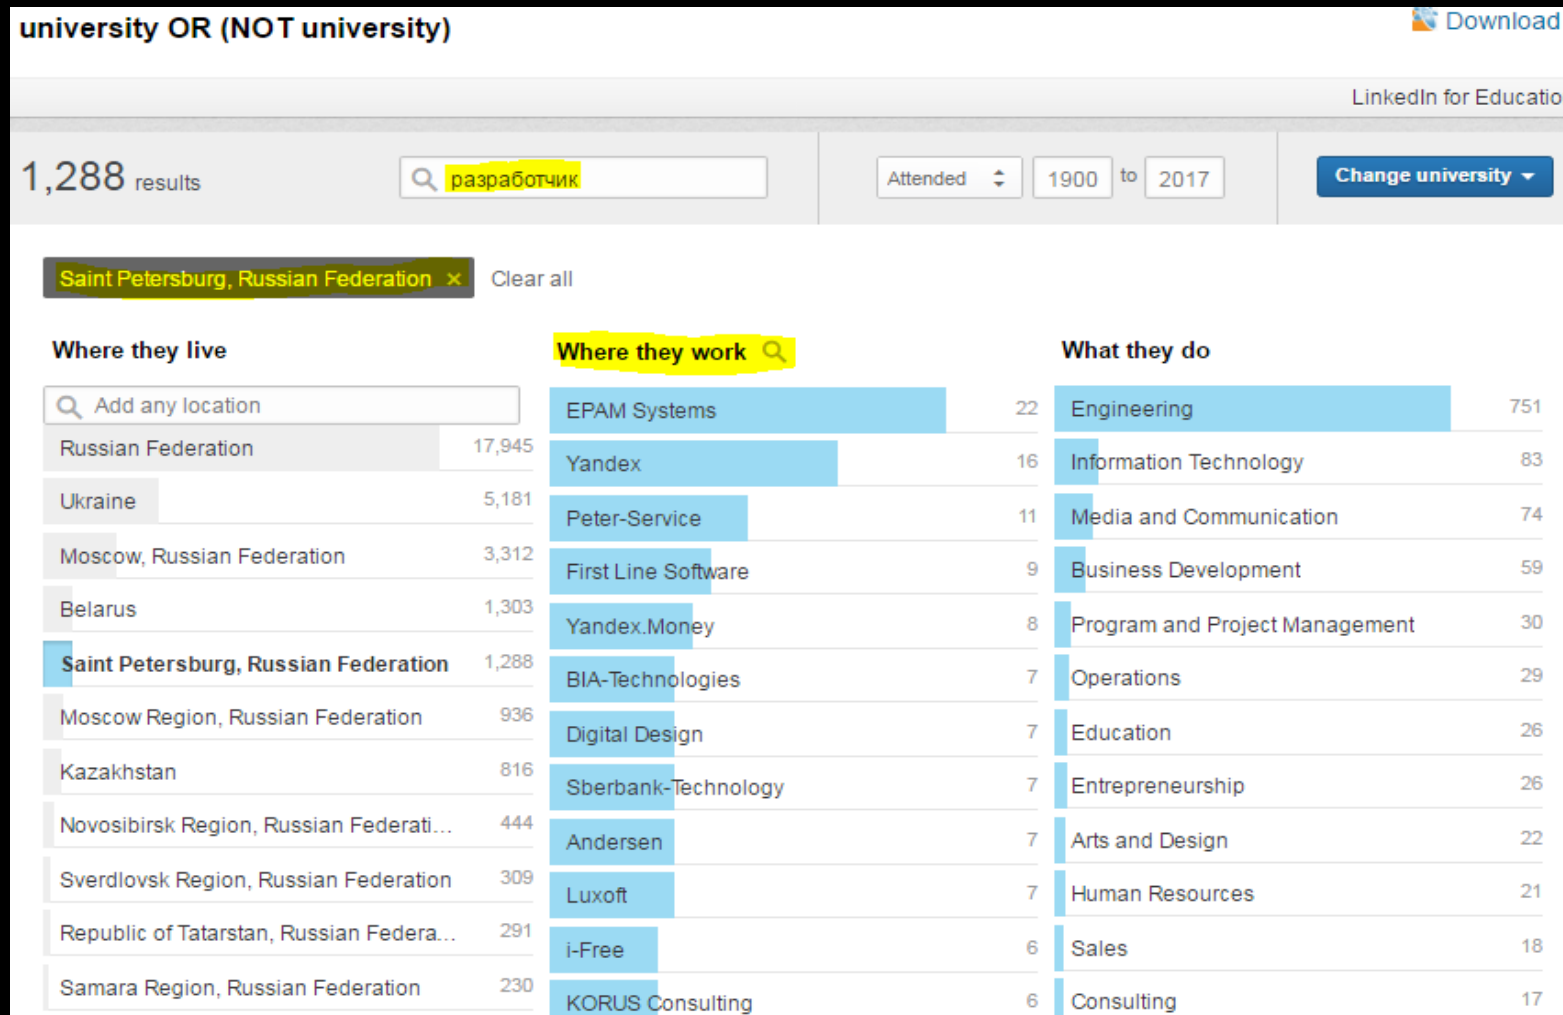 university OR (NOT university)
Download
LinkedIn for Educatio
1,288 results
разработчик
Attended
1900 to 2017
Change university
Saint Petersburg, Russian Federation ×
Clear all
Where they live
Add any location
Russian Federation 17,945
Ukraine 5,181
Moscow, Russian Federation 3,312
Belarus 1,303
Saint Petersburg, Russian Federation 1,288
Moscow Region, Russian Federation 936
Kazakhstan 816
Novosibirsk Region, Russian Federati... 444
Sverdlovsk Region, Russian Federation 309
Republic of Tatarstan, Russian Federa... 291
Samara Region, Russian Federation 230
Where they work
EPAM Systems 22
Yandex 16
Peter-Service 11
First Line Software 9
Yandex.Money 8
BIA-Technologies 7
Digital Design 7
Sberbank-Technology 7
Andersen 7
Luxoft 7
i-Free 6
KORUS Consulting 6
What they do
Engineering 751
Information Technology 83
Media and Communication 74
Business Development 59
Program and Project Management 30
Operations 29
Education 26
Entrepreneurship 26
Arts and Design 22
Human Resources 21
Sales 18
Consulting 17